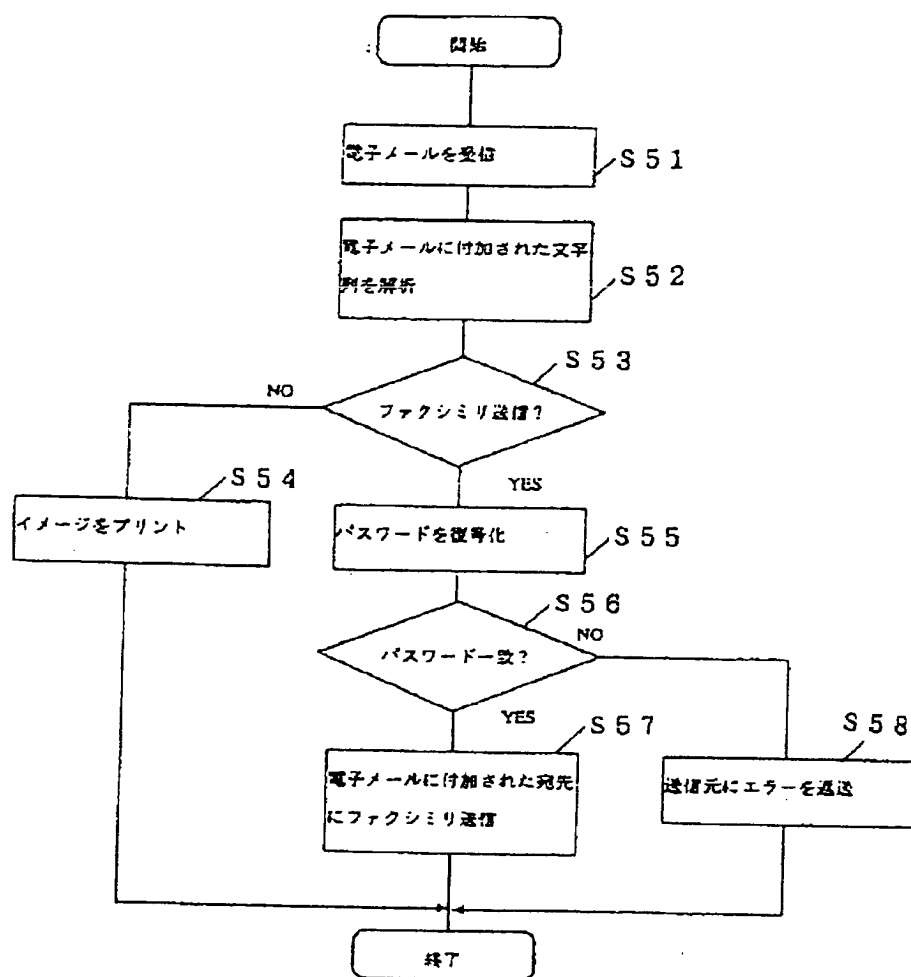 開始
電子メールを受信
S51
電子メールに付加された文字
列を解析
S52
S53
ファクシミリ送信?
NO
YES
S54
イメージをプリント
パスワードを復号化
S55
S56
パスワード一致?
NO
YES
S57
電子メールに付加された宛先
にファクシミリ送信
S58
送信元にエラーを返送
終了